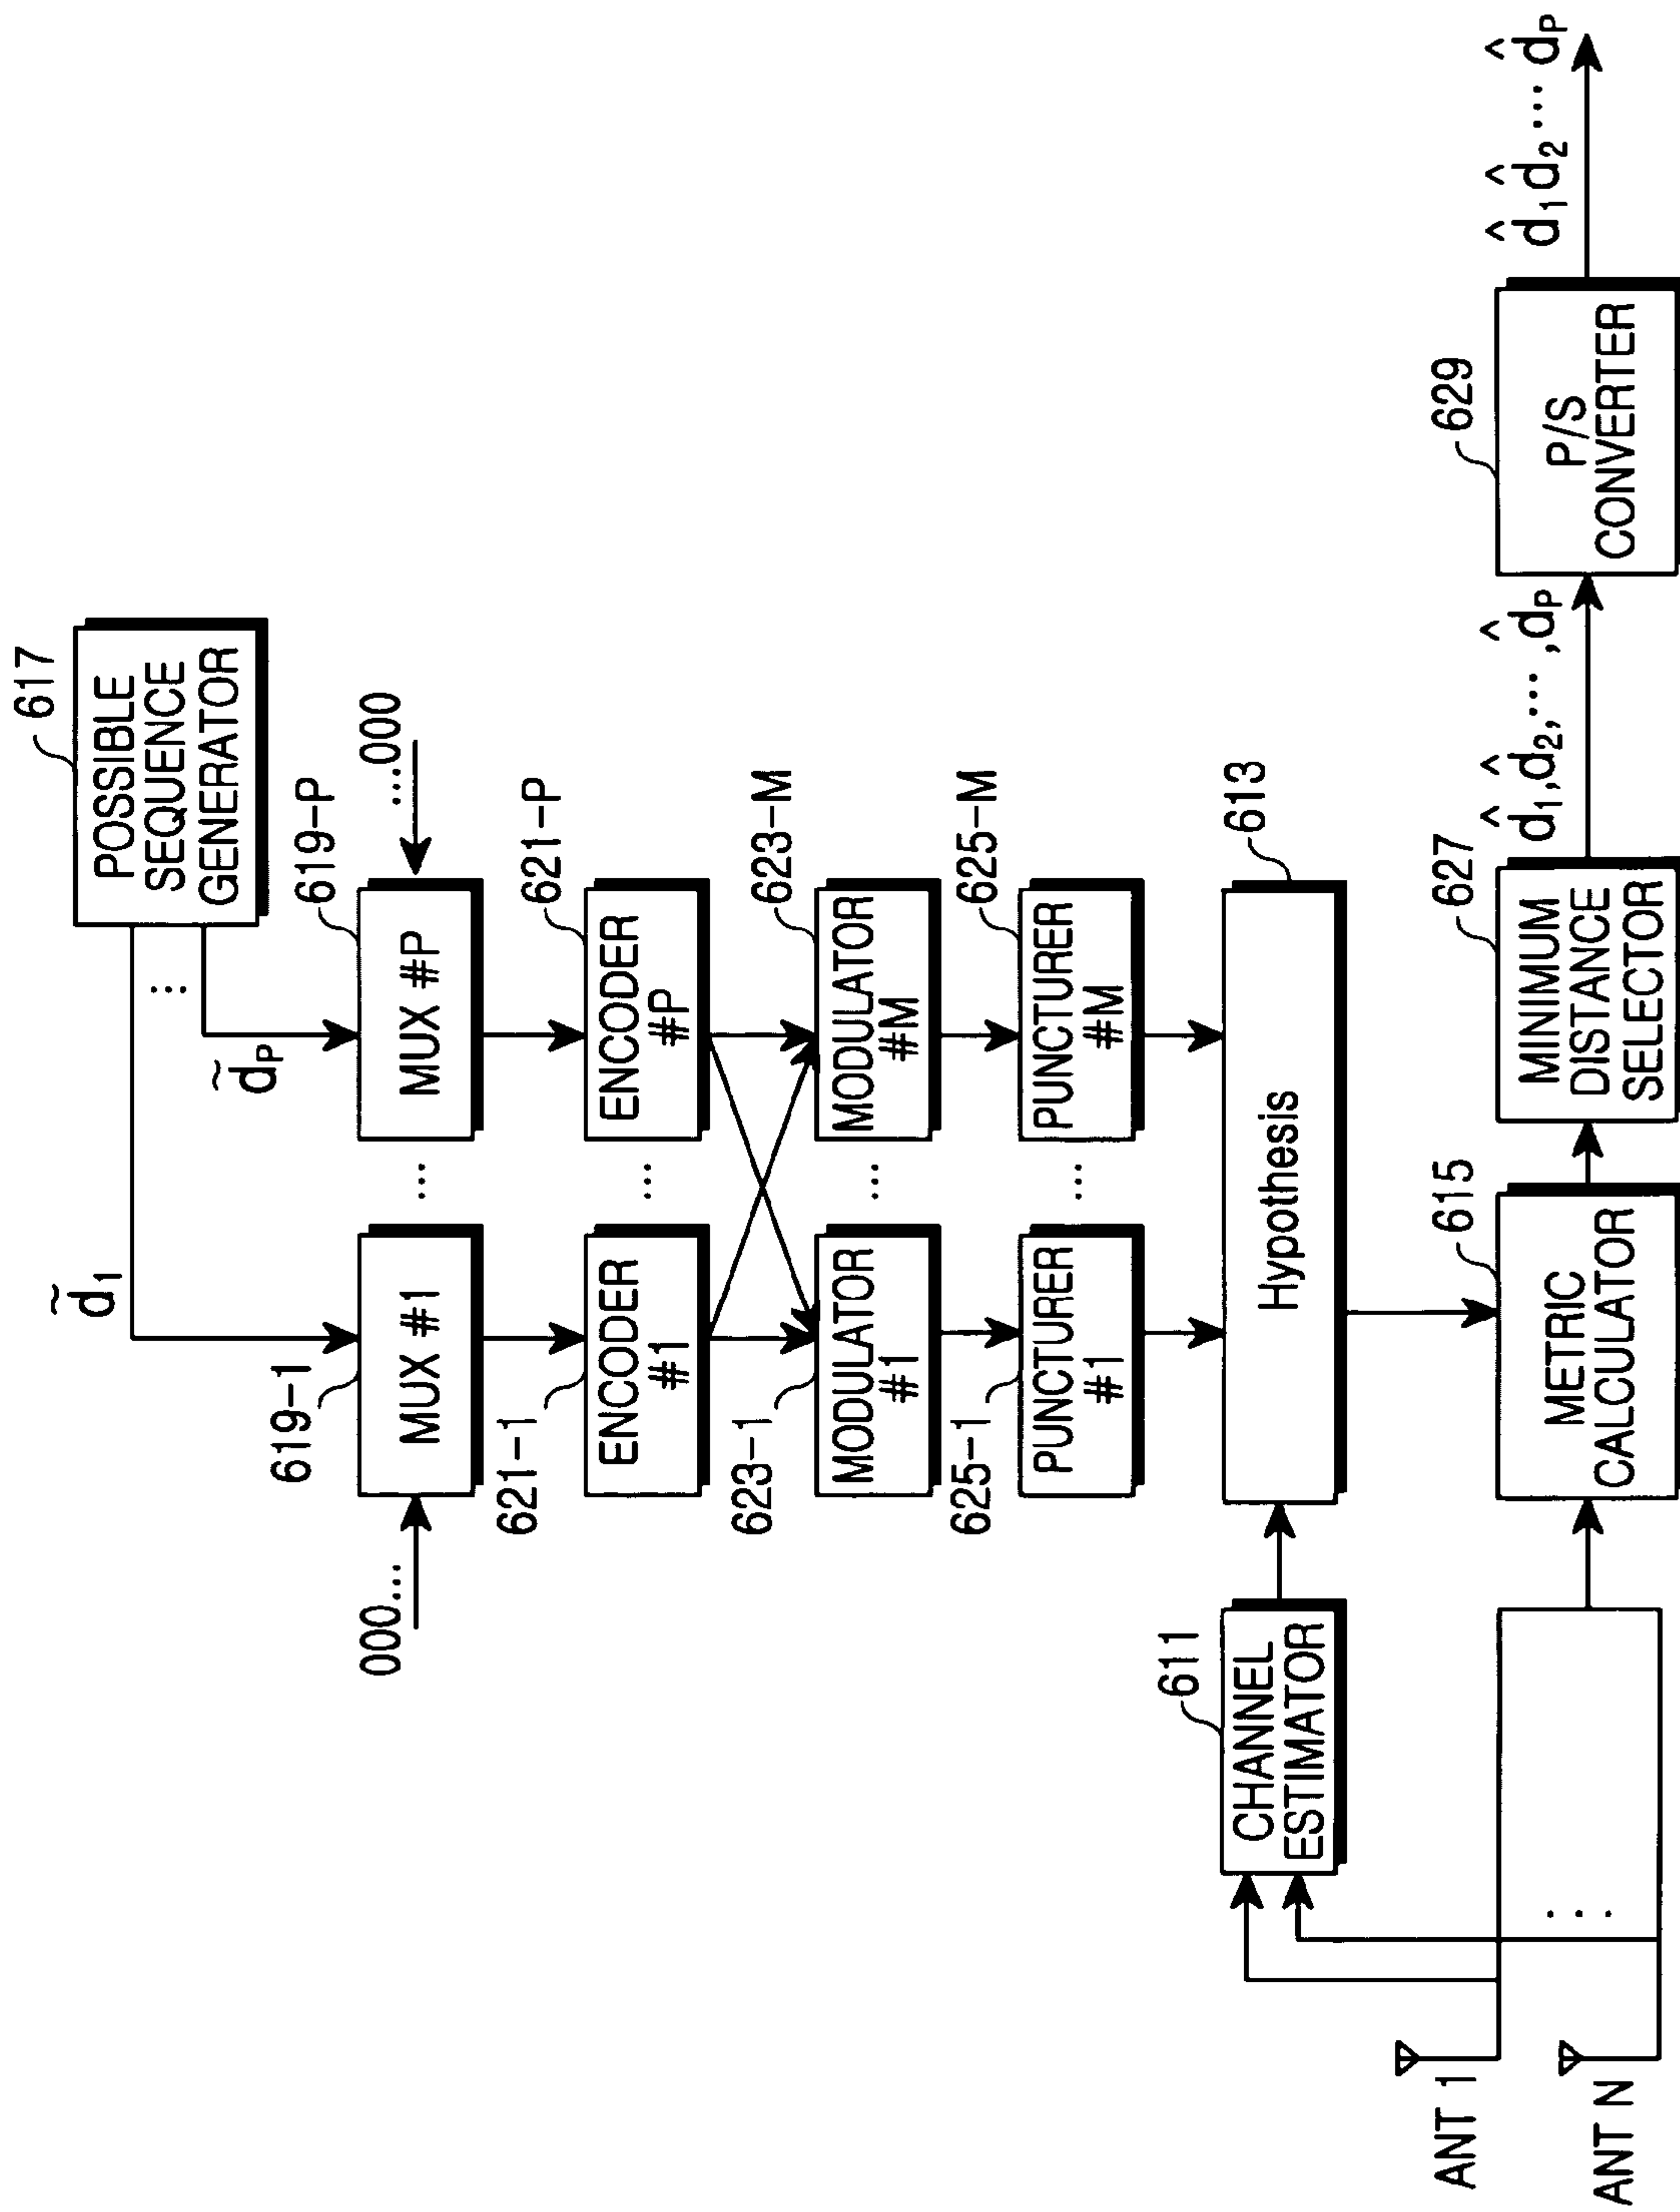 617
POSSIBLE
SEQUENCE
GENERATOR
d̃₁
⋮
d̃P
619-1
619-P
000...
MUX #1
...
MUX #P
...000
621-1
621-P
ENCODER
#1
...
ENCODER
#P
623-1
623-M
MODULATOR
#1
...
MODULATOR
#M
625-1
625-M
PUNCTURER
#1
...
PUNCTURER
#M
611
613
CHANNEL
ESTIMATOR
Hypothesis
615
627
629
ANT 1
⋮
ANT N
METRIC
CALCULATOR
MINIMUM
DISTANCE
SELECTOR
d̂₁,d̂₂,...,d̂P
P/S
CONVERTER
d̂₁d̂₂...d̂P